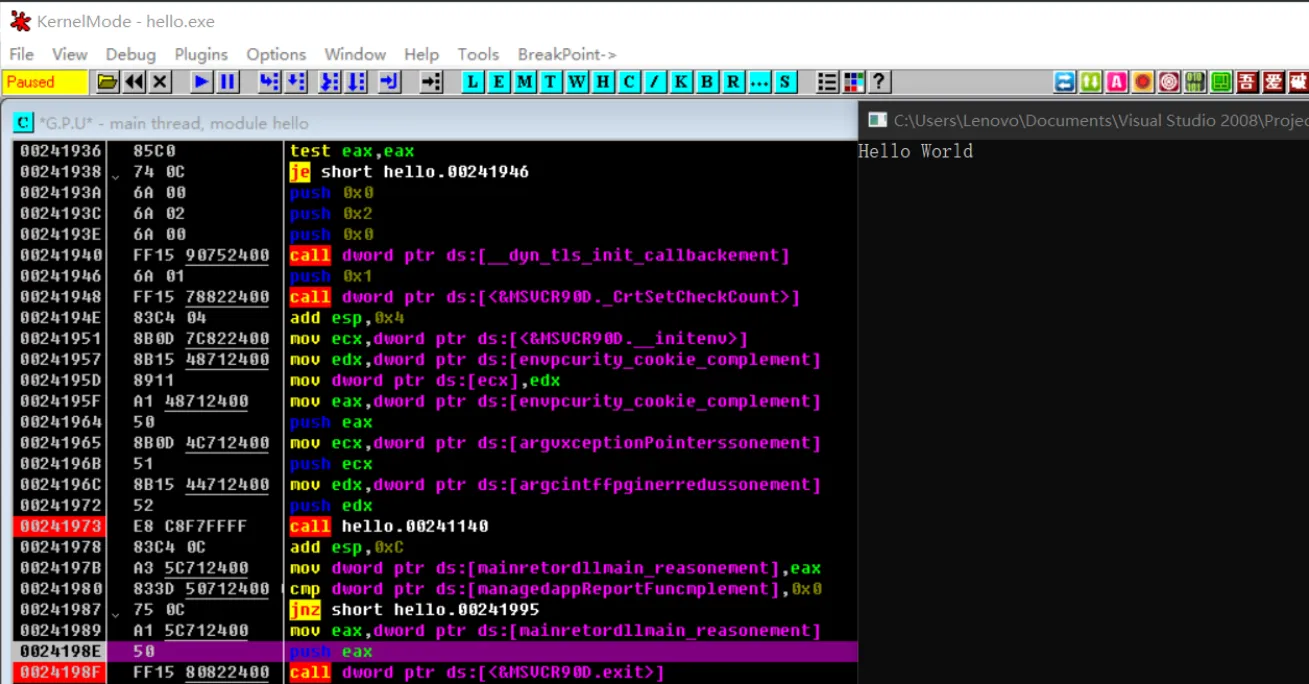 KernelMode - hello.exe
File View Debug Plugins Options Window Help Tools BreakPoint->
Paused L E M T W H C / K B R ... S ? A 吾 爱 破
C *G.P.U* - main thread, module hello
C:\Users\Lenovo\Documents\Visual Studio 2008\Projec
Hello World
00241936 85C0 test eax,eax
00241938 74 0C je short hello.00241946
0024193A 6A 00 push 0x0
0024193C 6A 02 push 0x2
0024193E 6A 00 push 0x0
00241940 FF15 90752400 call dword ptr ds:[__dyn_tls_init_callbackement]
00241946 6A 01 push 0x1
00241948 FF15 78822400 call dword ptr ds:[<&MSVCR90D._CrtSetCheckCount>]
0024194E 83C4 04 add esp,0x4
00241951 8B0D 7C822400 mov ecx,dword ptr ds:[<&MSVCR90D.__initenv>]
00241957 8B15 48712400 mov edx,dword ptr ds:[envpcurity_cookie_complement]
0024195D 8911 mov dword ptr ds:[ecx],edx
0024195F A1 48712400 mov eax,dword ptr ds:[envpcurity_cookie_complement]
00241964 50 push eax
00241965 8B0D 4C712400 mov ecx,dword ptr ds:[argvxceptionPointerssonement]
0024196B 51 push ecx
0024196C 8B15 44712400 mov edx,dword ptr ds:[argcintffpginerredussonement]
00241972 52 push edx
00241973 E8 C8F7FFFF call hello.00241140
00241978 83C4 0C add esp,0xC
0024197B A3 5C712400 mov dword ptr ds:[mainretordllmain_reasonement],eax
00241980 833D 50712400 cmp dword ptr ds:[managedappReportFuncmplement],0x0
00241987 75 0C jnz short hello.00241995
00241989 A1 5C712400 mov eax,dword ptr ds:[mainretordllmain_reasonement]
0024198E 50 push eax
0024198F FF15 80822400 call dword ptr ds:[<&MSVCR90D.exit>]